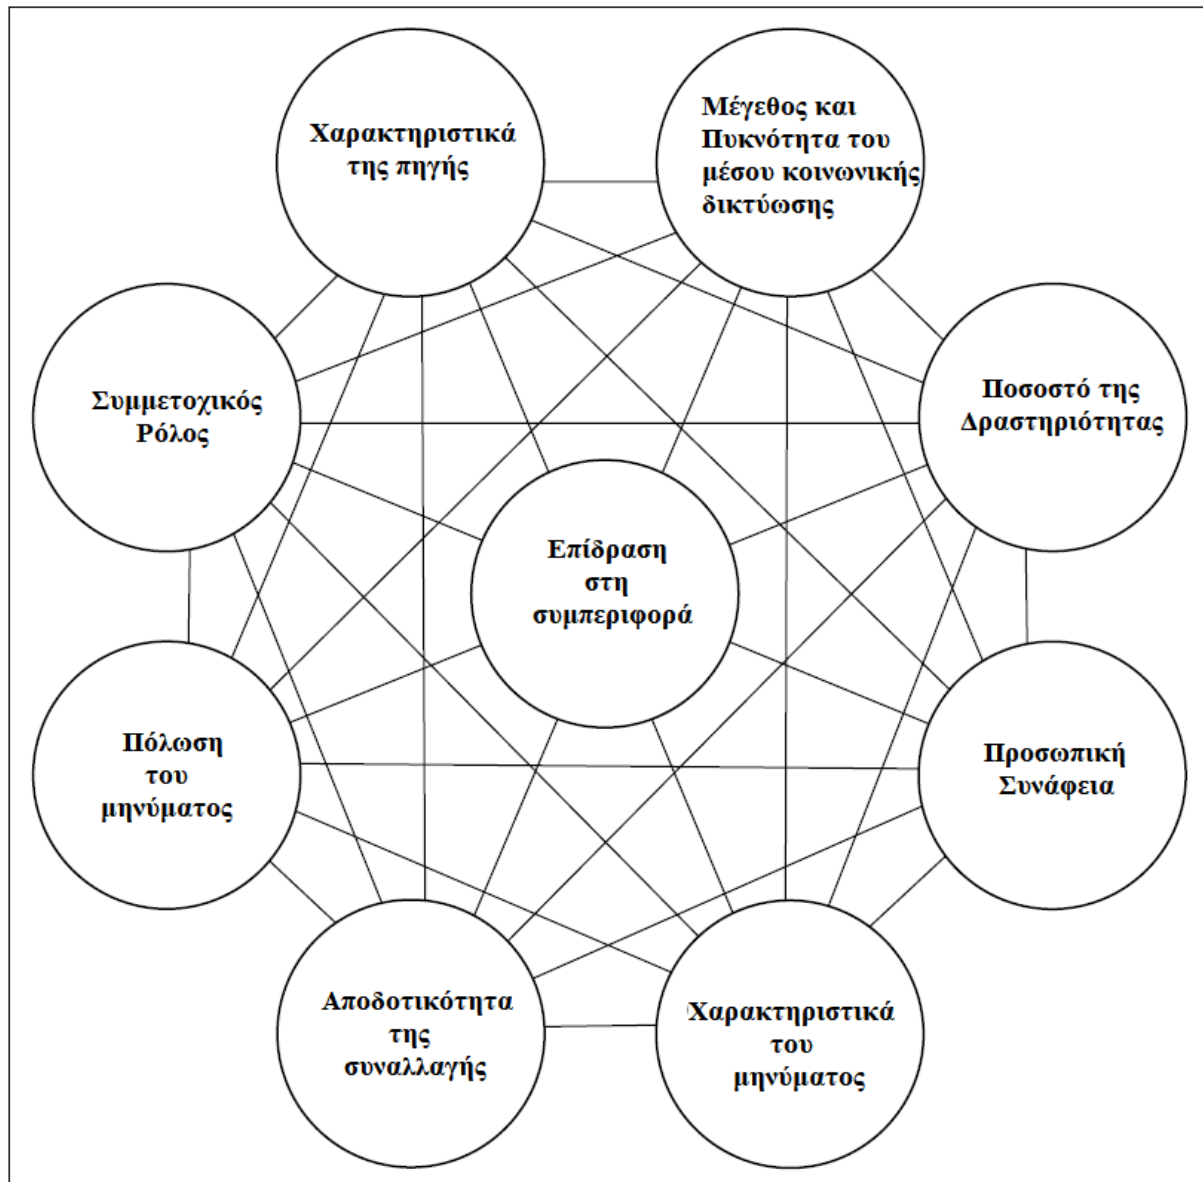 Χαρακτηριστικά
της πηγής
Μέγεθος και
Πυκνότητα του
μέσου κοινωνικής
δικτύωσης
Συμμετοχικός
Ρόλος
Ποσοστό της
Δραστηριότητας
Επίδραση
στη
συμπεριφορά
Πόλωση
του
μηνύματος
Προσωπική
Συνάφεια
Αποδοτικότητα
της
συναλλαγής
Χαρακτηριστικά
του
μηνύματος